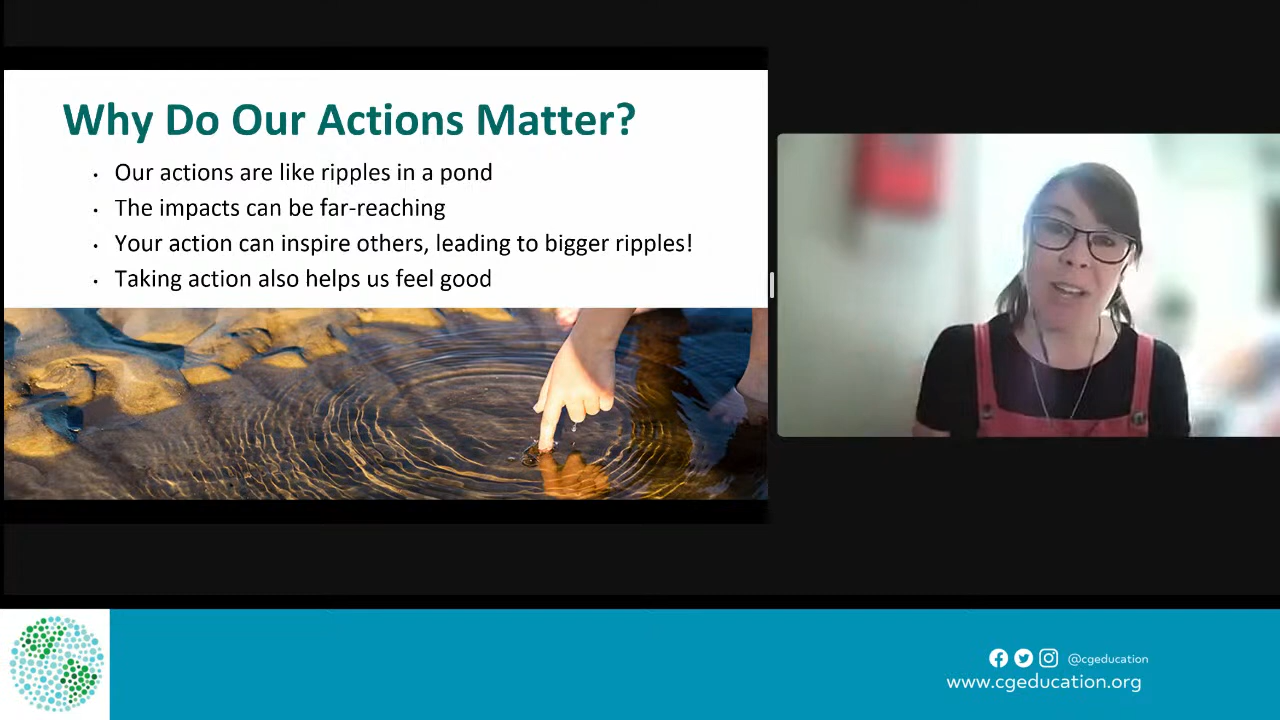 Why Do Our Actions Matter?
• Our actions are like ripples in a pond
• The impacts can be far-reaching
• Your action can inspire others, leading to bigger ripples!
• Taking action also helps us feel good
@cgeducation
www.cgeducation.org